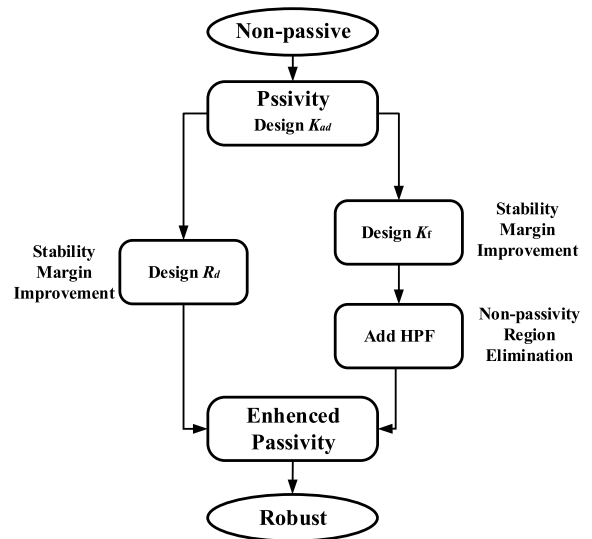 Non-passive
Pssivity
Design Kad
Design Kf
Stability
Margin
Improvement
Stability
Margin
Improvement
Design Rd
Add HPF
Non-passivity
Region
Elimination
Enhenced
Passivity
Robust